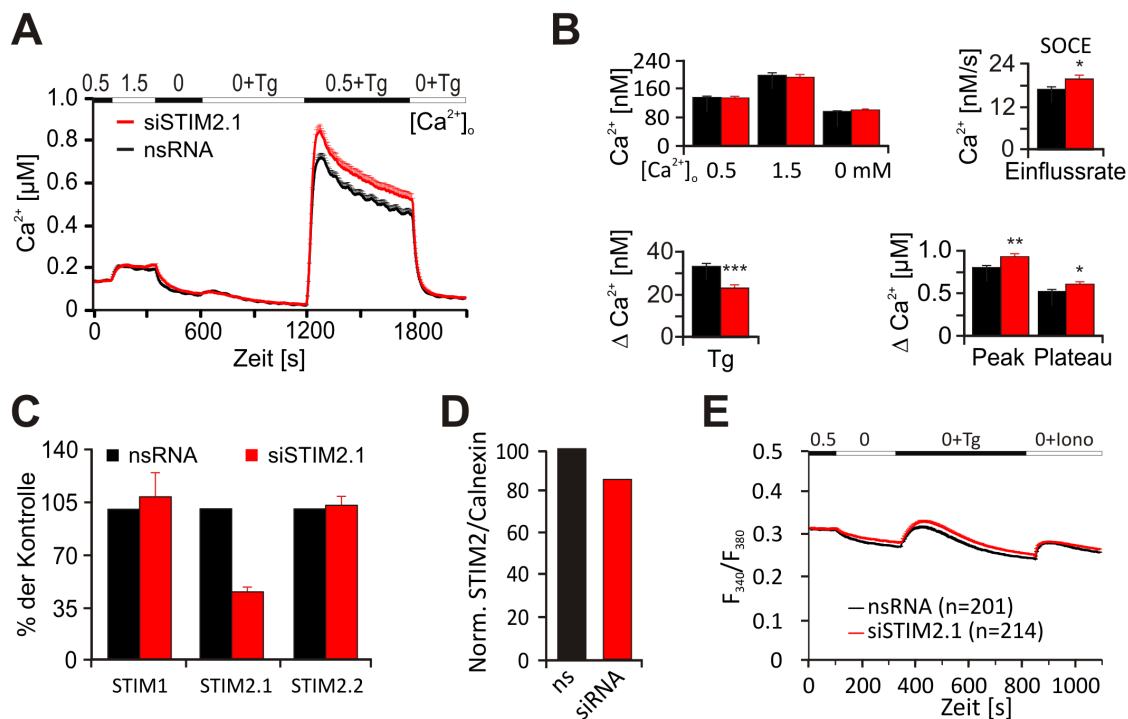 A
0.5 1.5 0 0+Tg 0.5+Tg 0+Tg
[Ca²⁺]ₒ
1.0
0.8
0.6
0.4
0.2
0
Ca²⁺ [µM]
siSTIM2.1
nsRNA
0 600 1200 1800
Zeit [s]
B
Ca²⁺ [nM]
240
160
80
0
[Ca²⁺]ₒ 0.5 1.5 0 mM
SOCE
Ca²⁺ [nM/s]
24
12
0
*
Einflussrate
Δ Ca²⁺ [nM]
40
20
0
***
Tg
Δ Ca²⁺ [µM]
1.0
0.5
0
**
*
Peak Plateau
C
% der Kontrolle
140
105
70
35
0
nsRNA siSTIM2.1
STIM1 STIM2.1 STIM2.2
D
Norm. STIM2/Calnexin
100
80
60
40
20
0
ns
siRNA
E
0.5 0 0+Tg 0+Iono
F₃₄₀/F₃₈₀
0.5
0.4
0.3
0.2
0
nsRNA (n=201)
siSTIM2.1 (n=214)
0 200 400 600 800 1000
Zeit [s]